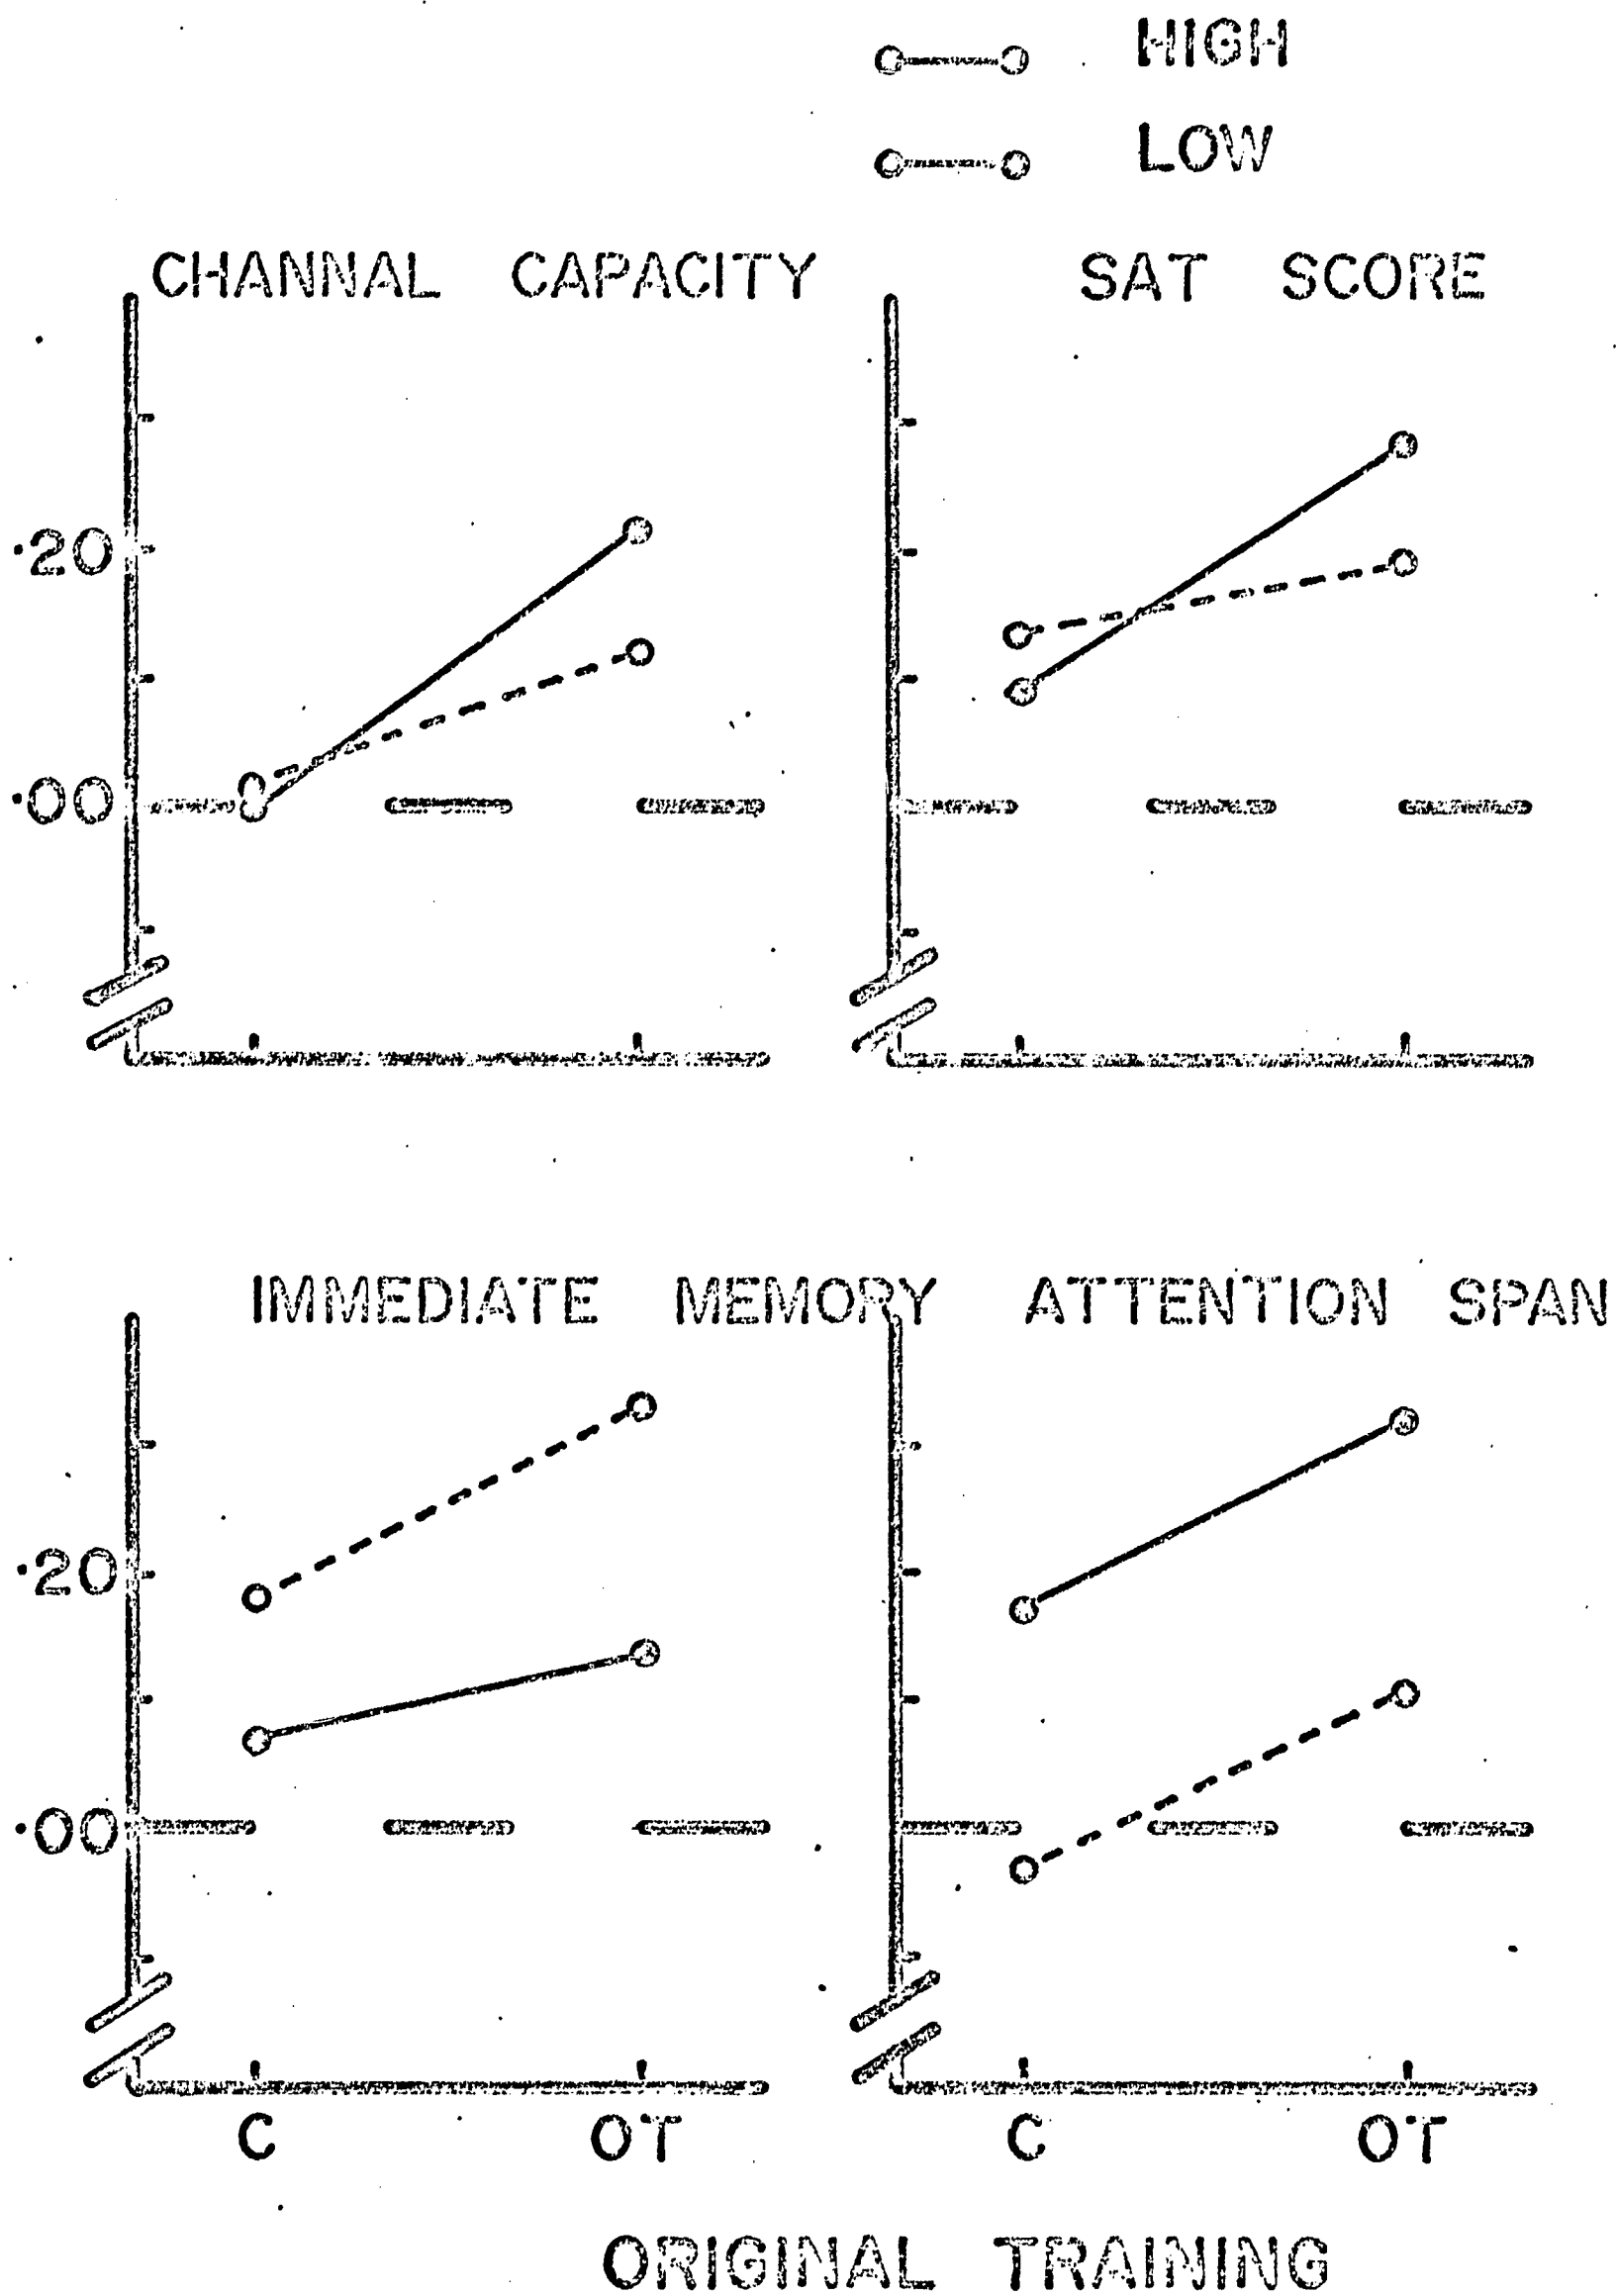 HIGH
LOW
CHANNAL CAPACITY
SAT SCORE
.20
.00
IMMEDIATE MEMORY
ATTENTION SPAN
.20
.00
C OT
C OT
ORIGINAL TRAINING